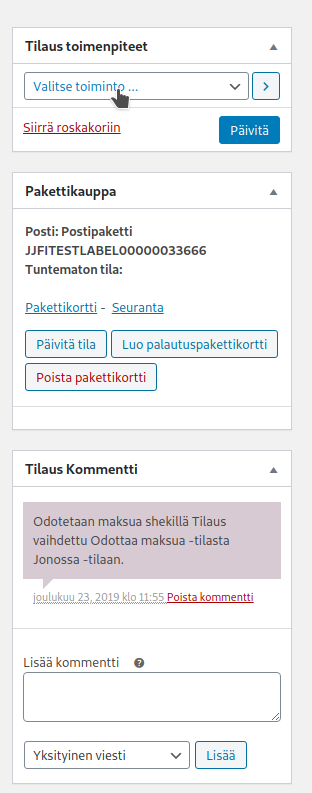 Tilaus toimenpiteet
Valitse toiminto ...
Siirrä roskakoriin
Päivitä
Pakettikauppa
Posti: Postipaketti
JJFITESTLABEL00000033666
Tuntematon tila:
Pakettikortti - Seuranta
Päivitä tila
Luo palautuspakettikortti
Poista pakettikortti
Tilaus Kommentti
Odotetaan maksua shekillä Tilaus
vaihdettu Odottaa maksua -tilasta
Jonossa -tilaan.
joulukuu 23, 2019 klo 11:55 Poista kommentti
Lisää kommentti ?
Yksityinen viesti
Lisää